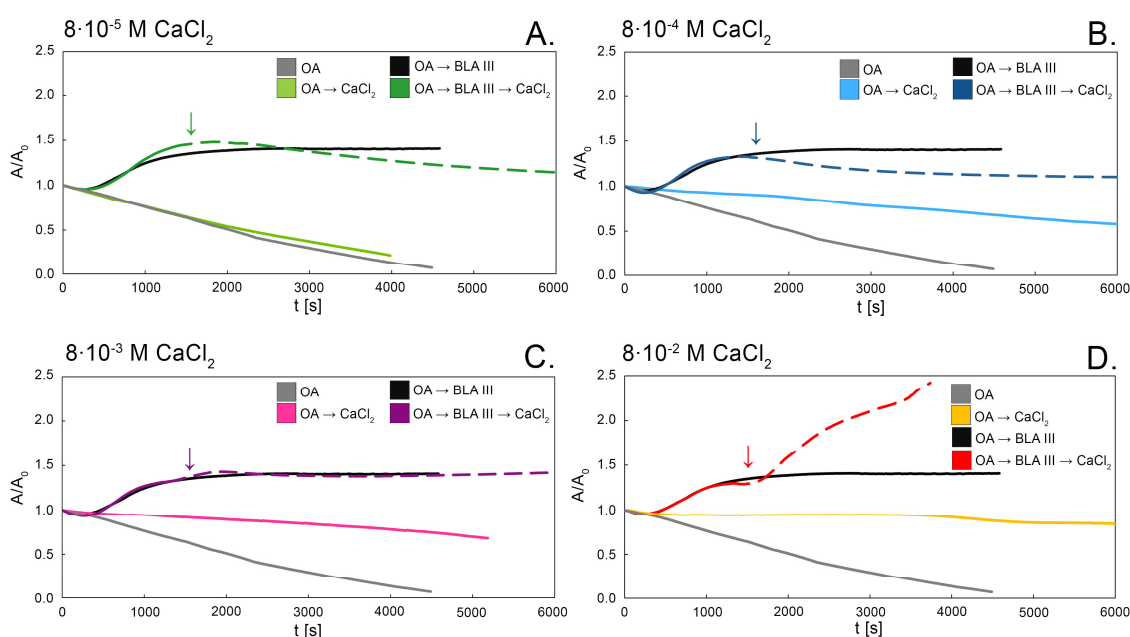 8·10⁻⁵ M CaCl₂
A.
OA
OA → BLA III
OA → CaCl₂
OA → BLA III → CaCl₂
2.5
2.0
1.5
1.0
0.5
0.0
A/A₀
0 1000 2000 3000 4000 5000 6000
t [s]
8·10⁻⁴ M CaCl₂
B.
OA
OA → BLA III
OA → CaCl₂
OA → BLA III → CaCl₂
2.5
2.0
1.5
1.0
0.5
0.0
A/A₀
0 1000 2000 3000 4000 5000 6000
t [s]
8·10⁻³ M CaCl₂
C.
OA
OA → BLA III
OA → CaCl₂
OA → BLA III → CaCl₂
2.5
2.0
1.5
1.0
0.5
0.0
A/A₀
0 1000 2000 3000 4000 5000 6000
t [s]
8·10⁻² M CaCl₂
D.
OA
OA → CaCl₂
OA → BLA III
OA → BLA III → CaCl₂
2.5
2.0
1.5
1.0
0.5
0.0
A/A₀
0 1000 2000 3000 4000 5000 6000
t [s]